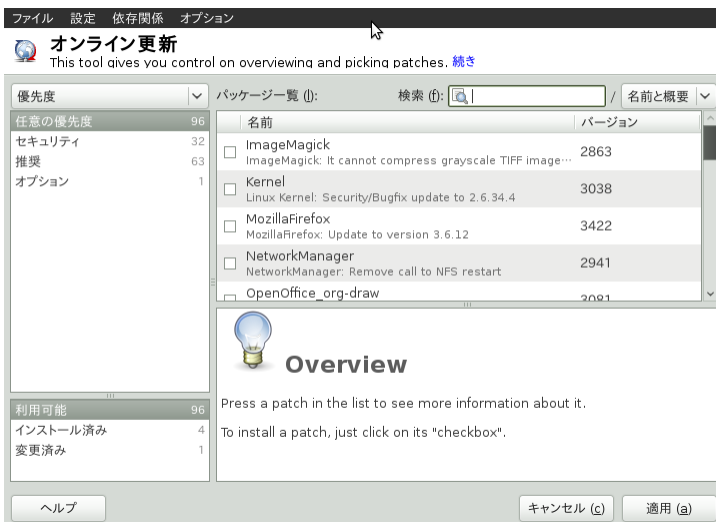 ファイル 設定 依存関係 オプション
オンライン更新
This tool gives you control on overviewing and picking patches. 続き
優先度
パッケージ一覧 (l): 検索 (f): / 名前と概要
任意の優先度 96
セキュリティ 32
推奨 63
オプション 1
名前 バージョン
ImageMagick 2863
ImageMagick: It cannot compress grayscale TIFF image…
Kernel 3038
Linux Kernel: Security/Bugfix update to 2.6.34.4
MozillaFirefox 3422
MozillaFirefox: Update to version 3.6.12
NetworkManager 2941
NetworkManager: Remove call to NFS restart
OpenOffice_org-draw 3081
利用可能 96
インストール済み 4
変更済み 1
Overview
Press a patch in the list to see more information about it.
To install a patch, just click on its "checkbox".
ヘルプ キャンセル (c) 適用 (a)